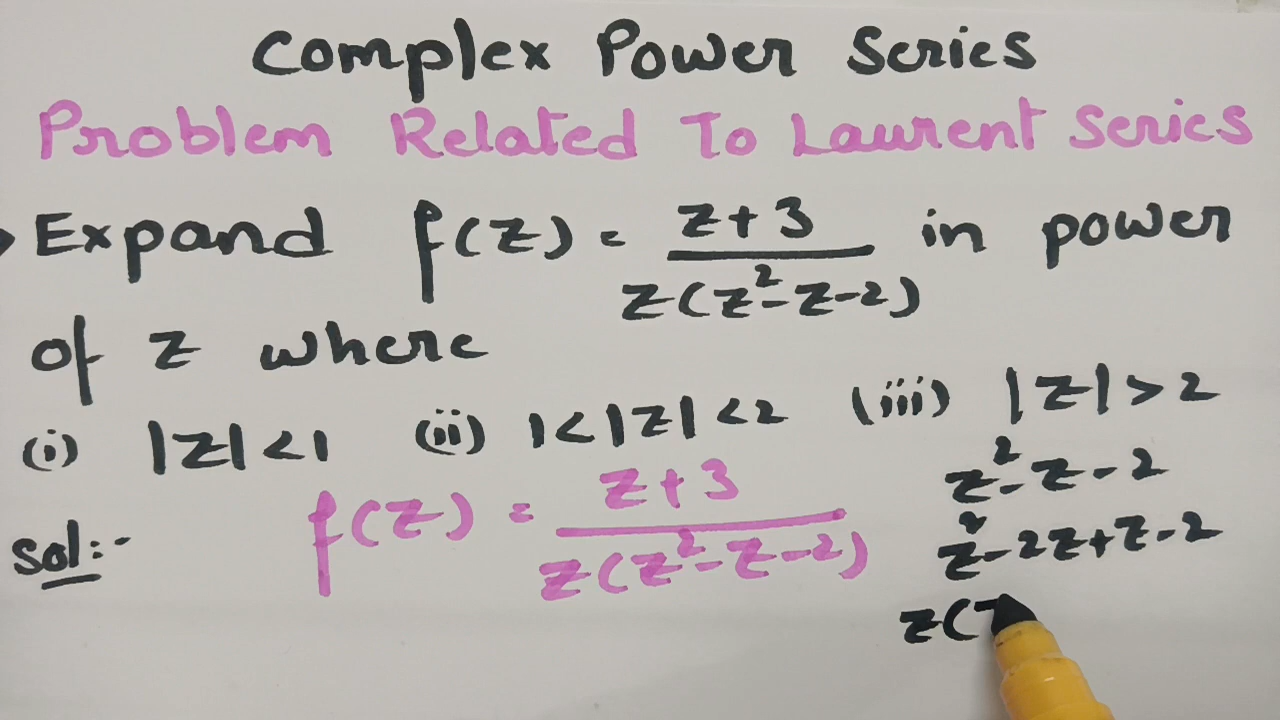 Complex Power Series
Problem Related To Laurent Series
Expand f(z) = z+3 / z(z²-z-2) in power
of z where
(i) |z|<1 (ii) 1<|z|<2 (iii) |z|>2
Sol:- f(z) = z+3 / z(z²-z-2)
z²-z-2
z²-2z+z-2
z(